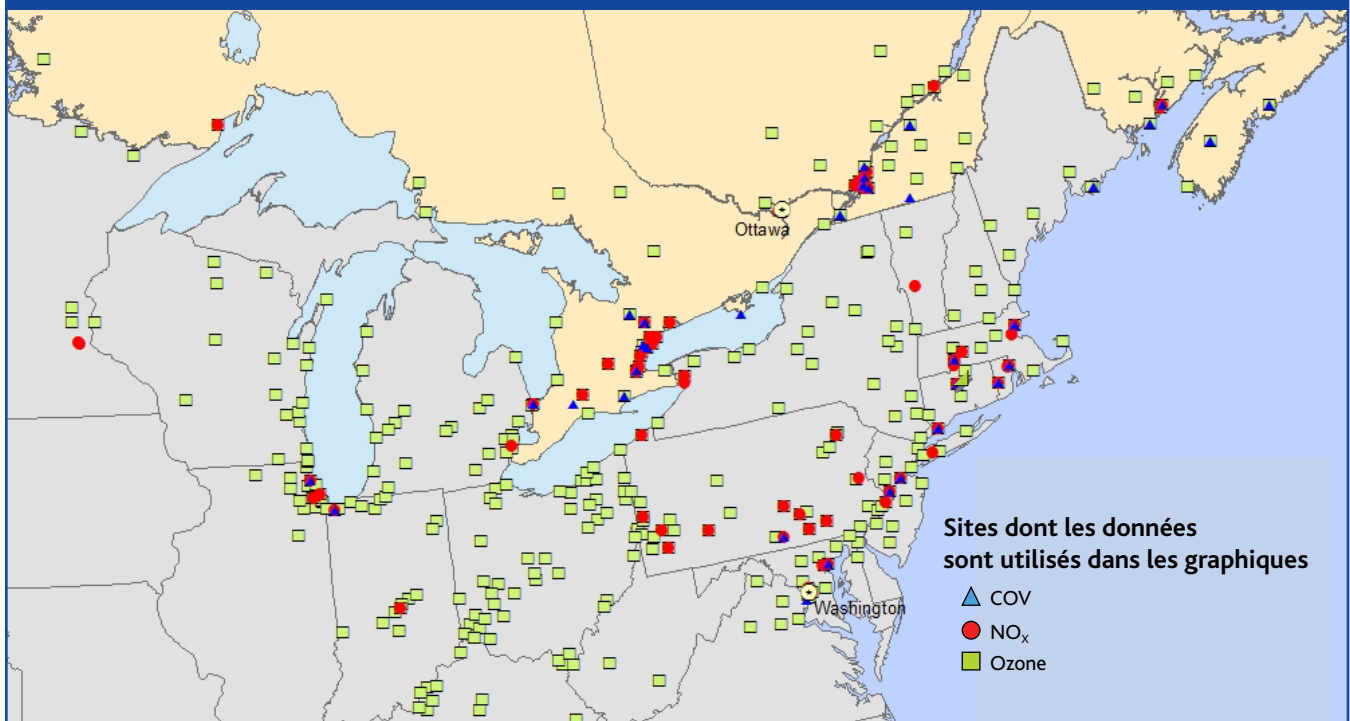 Ottawa
Washington
Sites dont les données
sont utilisés dans les graphiques
COV
NOx
Ozone